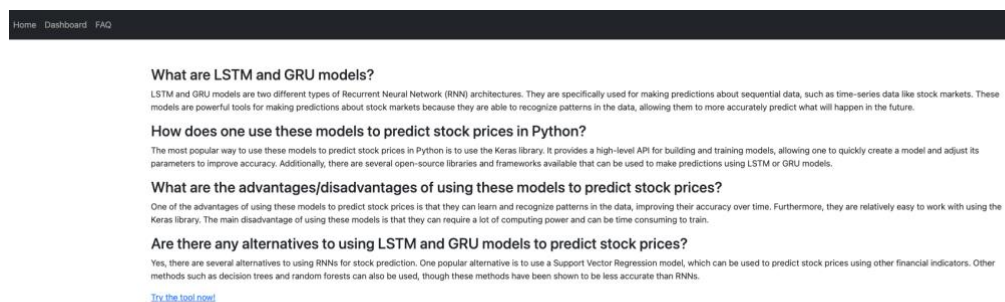 Home Dashboard FAQ
What are LSTM and GRU models?
LSTM and GRU models are two different types of Recurrent Neural Network (RNN) architectures. They are specifically used for making predictions about sequential data, such as time-series data like stock markets. These
models are powerful tools for making predictions about stock markets because they are able to recognize patterns in the data, allowing them to more accurately predict what will happen in the future.
How does one use these models to predict stock prices in Python?
The most popular way to use these models to predict stock prices in Python is to use the Keras library. It provides a high-level API for building and training models, allowing one to quickly create a model and adjust its
parameters to improve accuracy. Additionally, there are several open-source libraries and frameworks available that can be used to make predictions using LSTM or GRU models.
What are the advantages/disadvantages of using these models to predict stock prices?
One of the advantages of using these models to predict stock prices is that they can learn and recognize patterns in the data, improving their accuracy over time. Furthermore, they are relatively easy to work with using the
Keras library. The main disadvantage of using these models is that they can require a lot of computing power and can be time consuming to train.
Are there any alternatives to using LSTM and GRU models to predict stock prices?
Yes, there are several alternatives to using RNNs for stock prediction. One popular alternative is to use a Support Vector Regression model, which can be used to predict stock prices using other financial indicators. Other
methods such as decision trees and random forests can also be used, though these methods have been shown to be less accurate than RNNs.
Try the tool now!